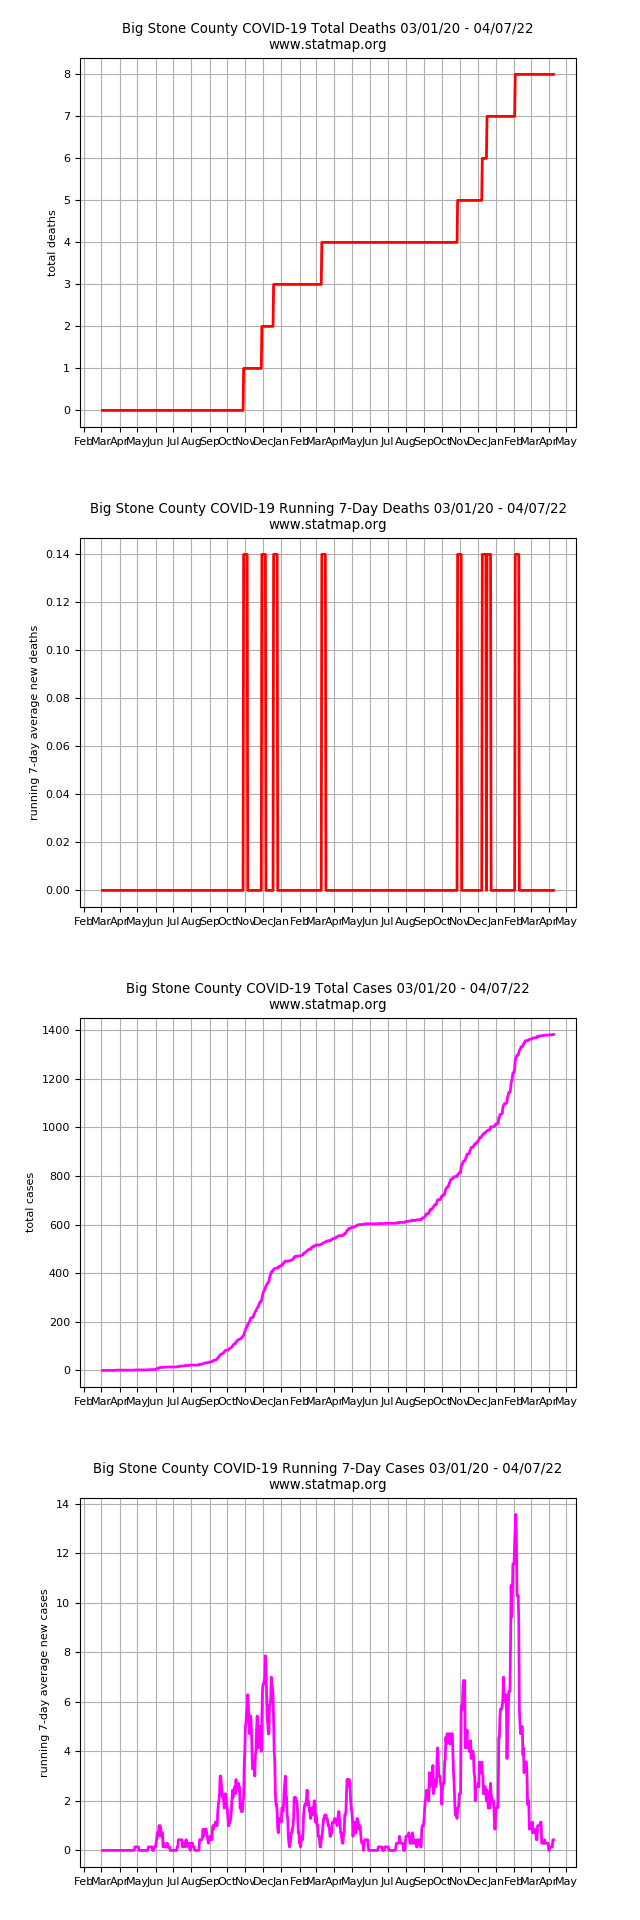 Big Stone County COVID-19 Total Deaths 03/01/20 - 04/07/22
www.statmap.org
8
7
6
5
4
3
2
1
0
total deaths
Feb Mar Apr May Jun Jul Aug Sep Oct Nov Dec Jan Feb Mar Apr May Jun Jul Aug Sep Oct Nov Dec Jan Feb Mar Apr May
Big Stone County COVID-19 Running 7-Day Deaths 03/01/20 - 04/07/22
www.statmap.org
0.14
0.12
0.10
0.08
0.06
0.04
0.02
0.00
running 7-day average new deaths
Feb Mar Apr May Jun Jul Aug Sep Oct Nov Dec Jan Feb Mar Apr May Jun Jul Aug Sep Oct Nov Dec Jan Feb Mar Apr May
Big Stone County COVID-19 Total Cases 03/01/20 - 04/07/22
www.statmap.org
1400
1200
1000
800
600
400
200
0
total cases
Feb Mar Apr May Jun Jul Aug Sep Oct Nov Dec Jan Feb Mar Apr May Jun Jul Aug Sep Oct Nov Dec Jan Feb Mar Apr May
Big Stone County COVID-19 Running 7-Day Cases 03/01/20 - 04/07/22
www.statmap.org
14
12
10
8
6
4
2
0
running 7-day average new cases
Feb Mar Apr May Jun Jul Aug Sep Oct Nov Dec Jan Feb Mar Apr May Jun Jul Aug Sep Oct Nov Dec Jan Feb Mar Apr May